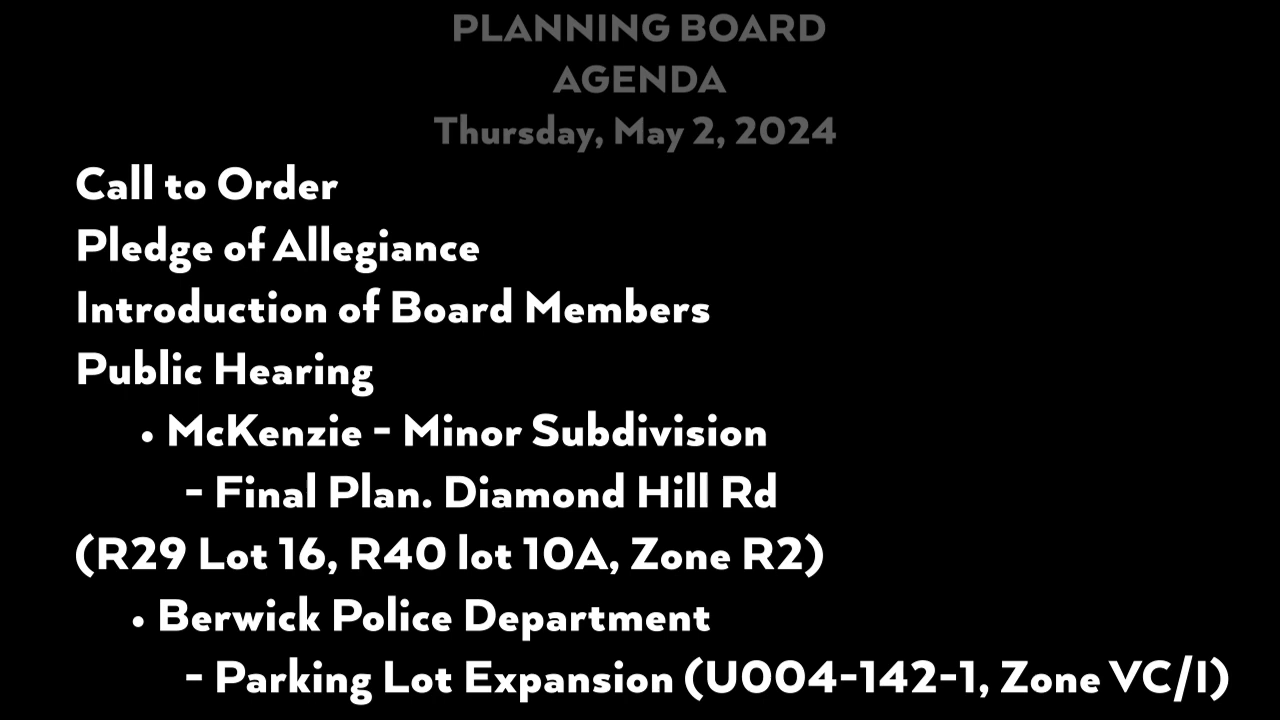 PLANNING BOARD
AGENDA
Thursday, May 2, 2024
Call to Order
Pledge of Allegiance
Introduction of Board Members
Public Hearing
• McKenzie - Minor Subdivision
- Final Plan. Diamond Hill Rd
(R29 Lot 16, R40 lot 10A, Zone R2)
• Berwick Police Department
- Parking Lot Expansion (U004-142-1, Zone VC/I)